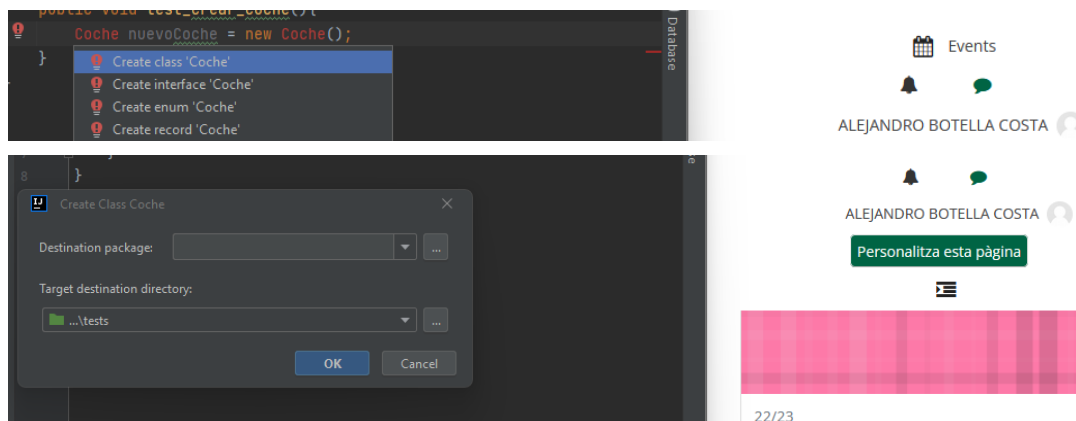 public void test_crear_coche(){
Coche nuevoCoche = new Coche();
}
Create class 'Coche'
Create interface 'Coche'
Create enum 'Coche'
Create record 'Coche'
Database
8
}
Create Class Coche
Destination package:
...
Target destination directory:
...\tests
...
OK
Cancel
Events
ALEJANDRO BOTELLA COSTA
ALEJANDRO BOTELLA COSTA
Personalitza esta pàgina
22/23